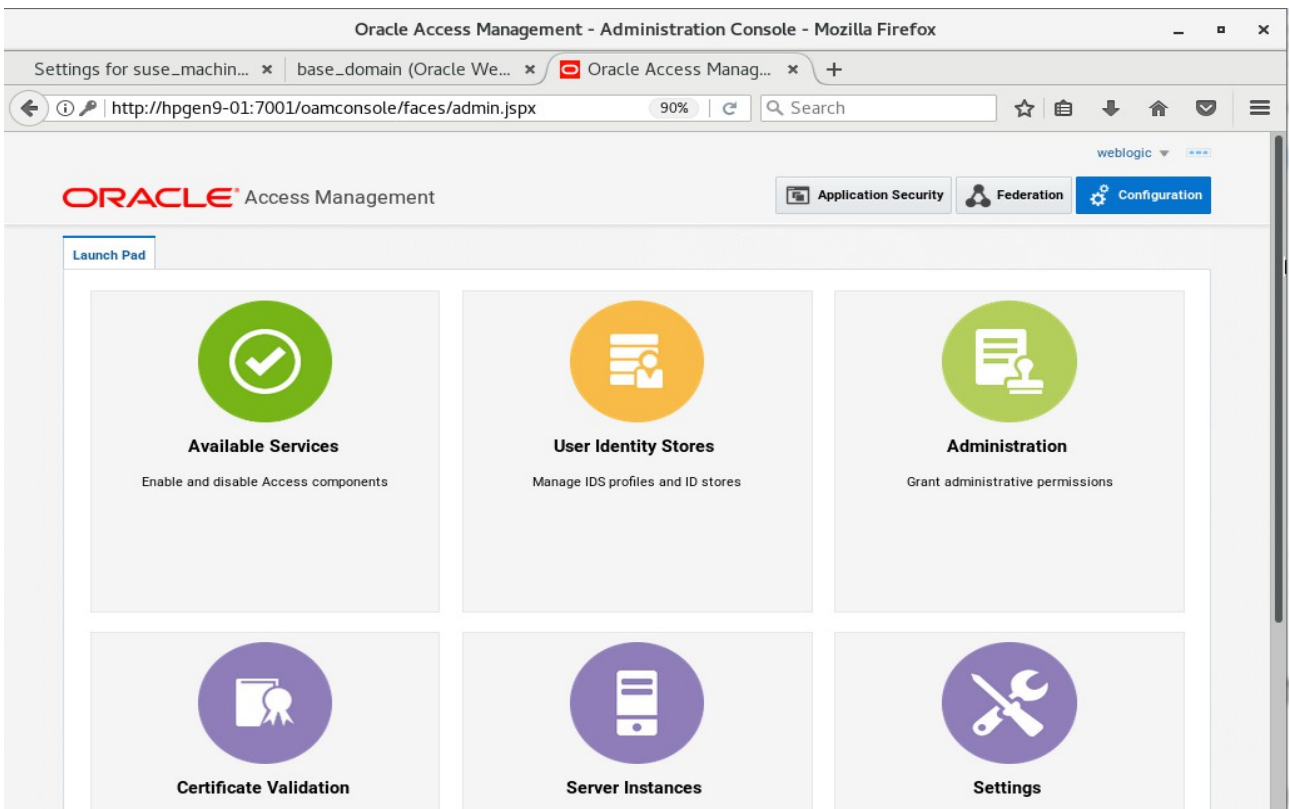 Oracle Access Management - Administration Console - Mozilla Firefox
Settings for suse_machin... base_domain (Oracle We... Oracle Access Manag...
http://hpgen9-01:7001/oamconsole/faces/admin.jspx 90% Search
weblogic
ORACLE Access Management Application Security Federation Configuration
Launch Pad
Available Services User Identity Stores Administration
Enable and disable Access components Manage IDS profiles and ID stores Grant administrative permissions
Certificate Validation Server Instances Settings